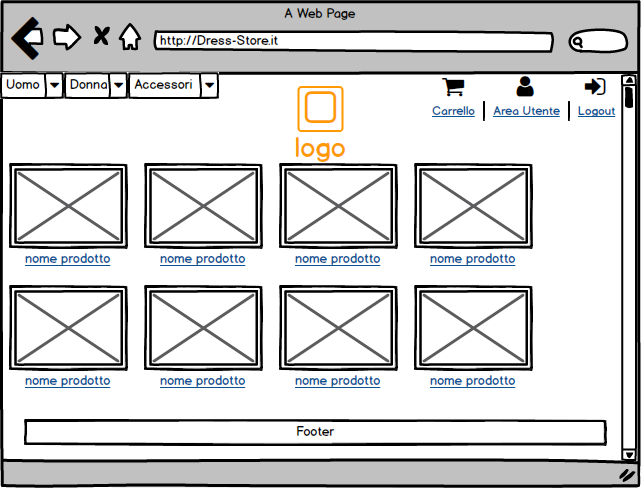 A Web Page
http://Dress-Store.it
Uomo Donna Accessori
Carrello Area Utente Logout
logo
nome prodotto nome prodotto nome prodotto nome prodotto
nome prodotto nome prodotto nome prodotto nome prodotto
Footer